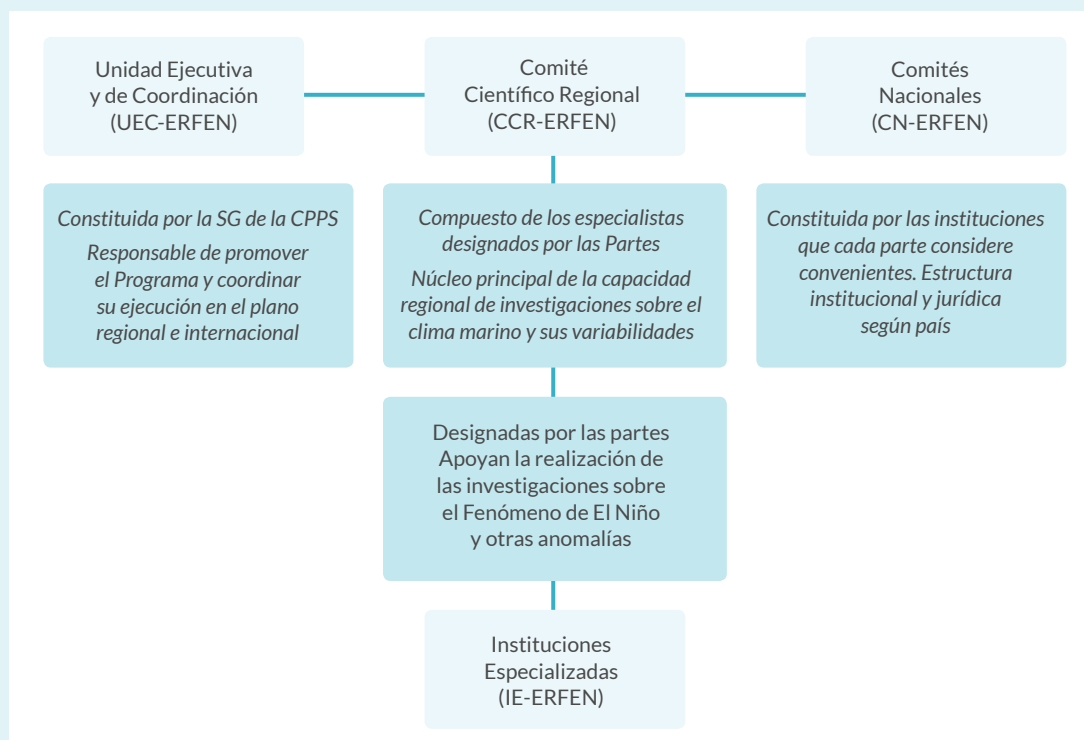 Unidad Ejecutiva
y de Coordinación
(UEC-ERFEN)
Comité
Científico Regional
(CCR-ERFEN)
Comités
Nacionales
(CN-ERFEN)
Constituida por la SG de la CPPS
Responsable de promover
el Programa y coordinar
su ejecución en el plano
regional e internacional
Compuesto de los especialistas
designados por las Partes
Núcleo principal de la capacidad
regional de investigaciones sobre el
clima marino y sus variabilidades
Constituida por las instituciones
que cada parte considere
convenientes. Estructura
institucional y jurídica
según país
Designadas por las partes
Apoyan la realización de
las investigaciones sobre
el Fenómeno de El Niño
y otras anomalías
Instituciones
Especializadas
(IE-ERFEN)